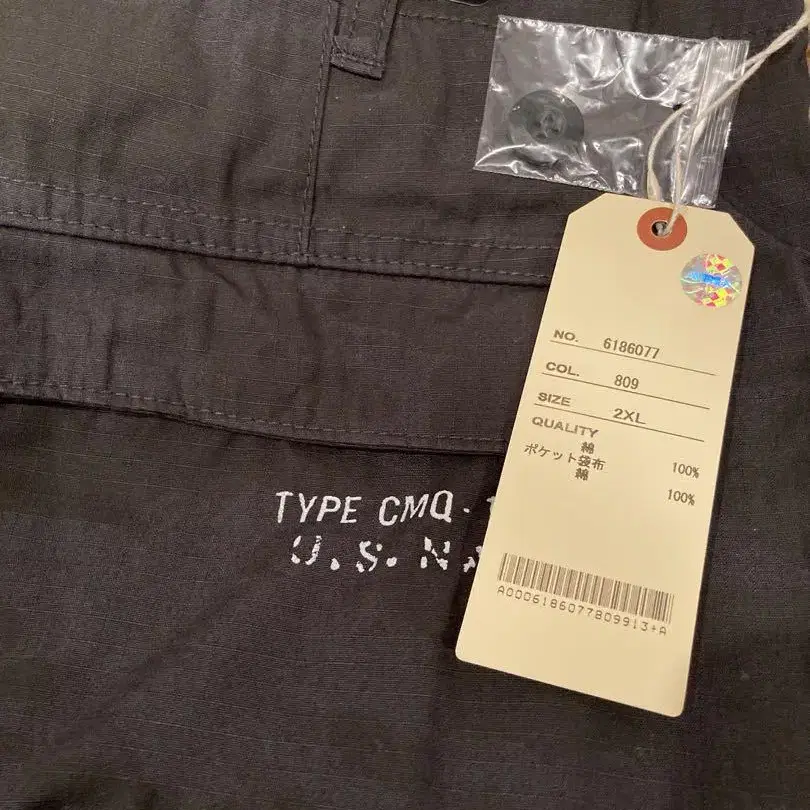 TYPE CMQ-
U.S.N
NO. 6186077
COL. 809
SIZE 2XL
QUALITY
綿 100%
ポケット袋布
綿 100%
A0006186077809913+A